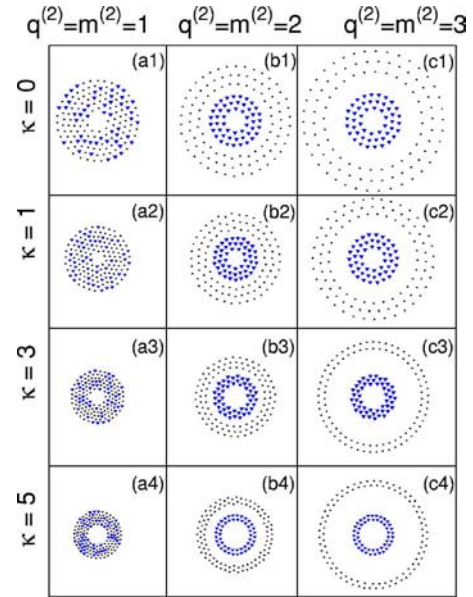 q(2)=m(2)=1 q(2)=m(2)=2 q(2)=m(2)=3
κ = 0 (a1) (b1) (c1)
κ = 1 (a2) (b2) (c2)
κ = 3 (a3) (b3) (c3)
κ = 5 (a4) (b4) (c4)